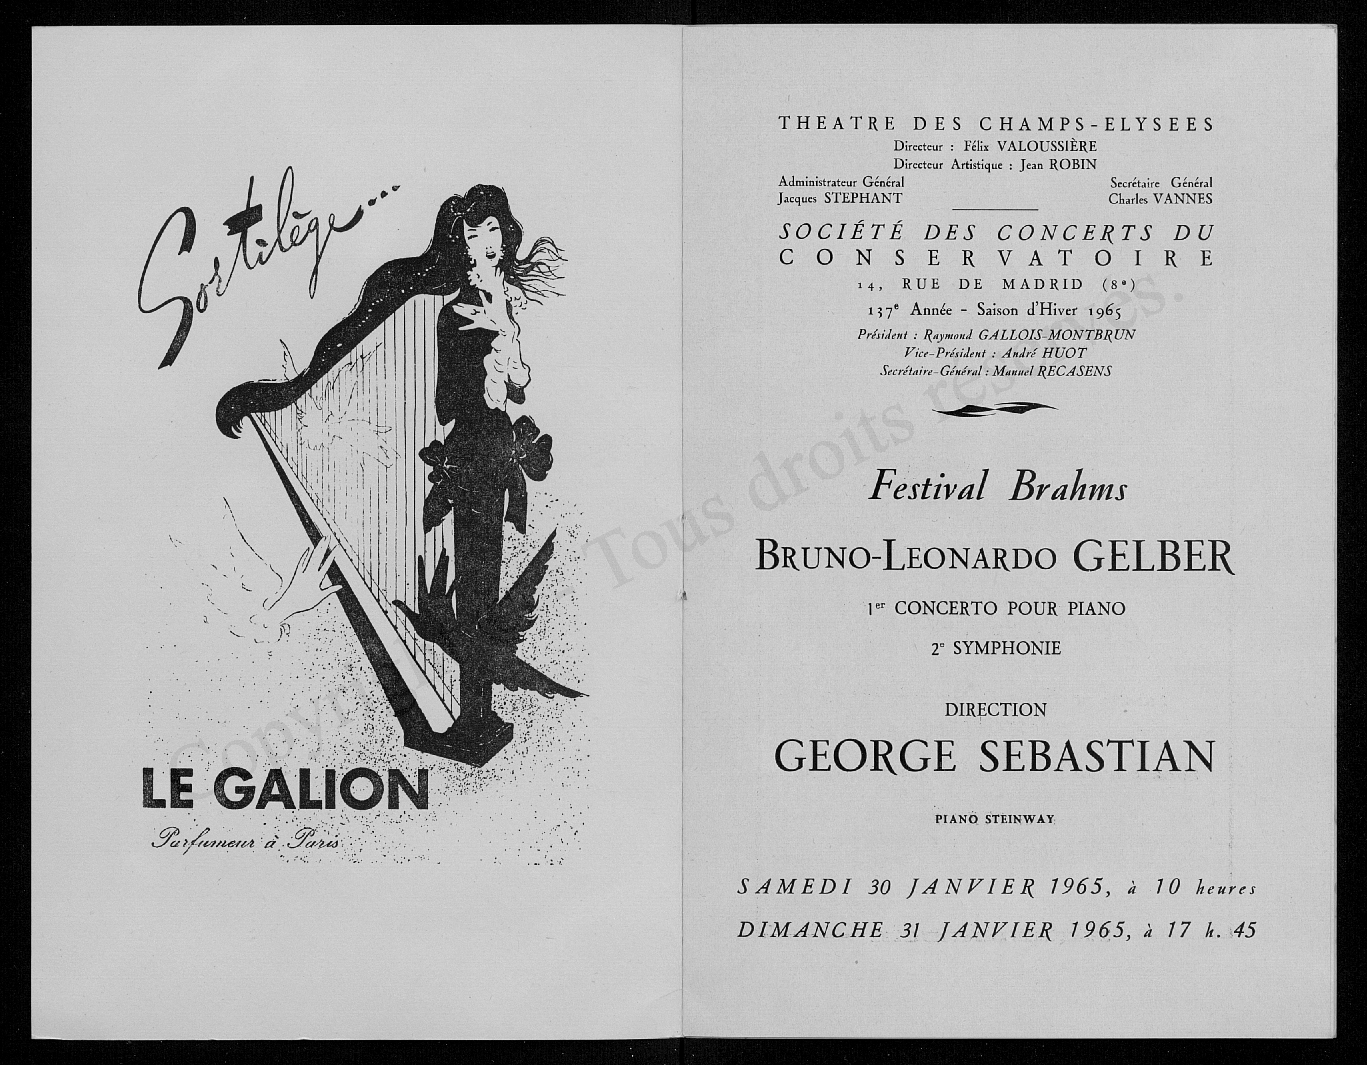 Sortilège...
LE GALION
Parfumeur à Paris
THEATRE DES CHAMPS-ELYSEES
Directeur : Félix VALOUSSIÈRE
Directeur Artistique : Jean ROBIN
Administrateur Général
Jacques STEPHANT
Secrétaire Général
Charles VANNES
SOCIÉTÉ DES CONCERTS DU
CONSERVATOIRE
14, RUE DE MADRID (8e)
137e Année - Saison d'Hiver 1965
Président : Raymond GALLOIS-MONTBRUN
Vice-Président : André HUOT
Secrétaire-Général : Manuel RECASENS
Festival Brahms
BRUNO-LEONARDO GELBER
1er CONCERTO POUR PIANO
2e SYMPHONIE
DIRECTION
GEORGE SEBASTIAN
PIANO STEINWAY
SAMEDI 30 JANVIER 1965, à 10 heures
DIMANCHE 31 JANVIER 1965, à 17 h. 45
Tous droits réservés.